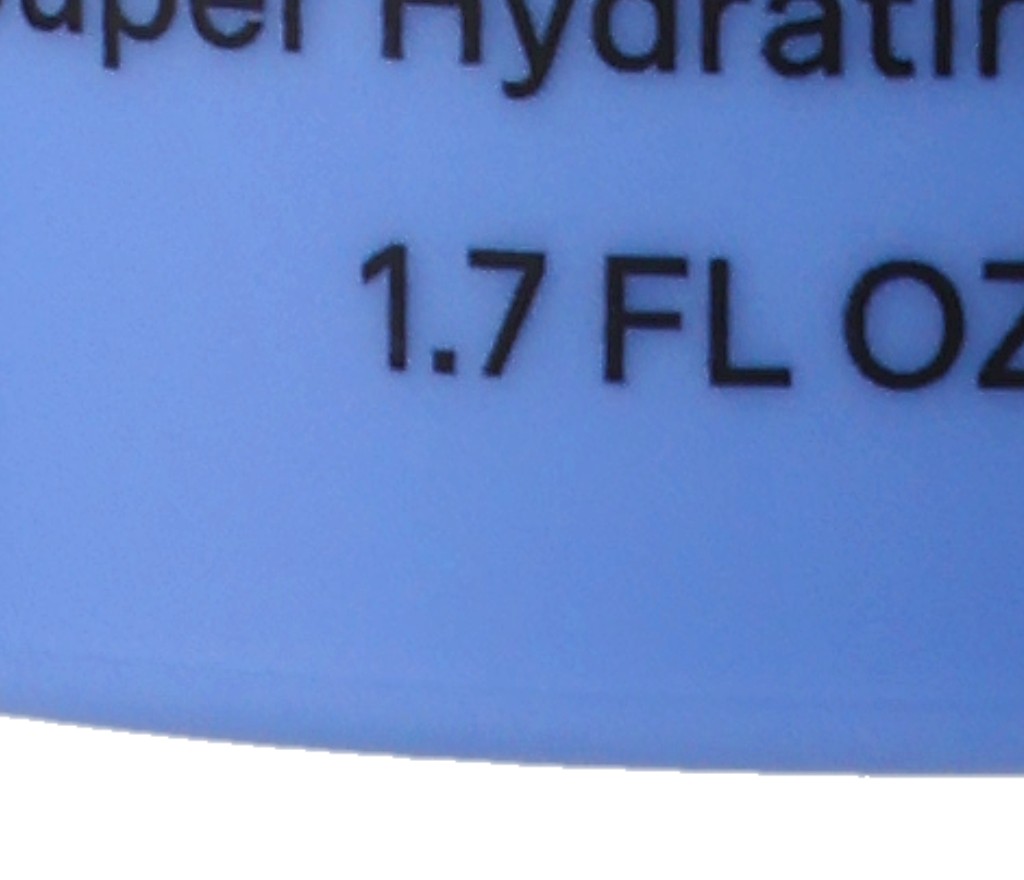 uper Hydratin
1.7 FL OZ